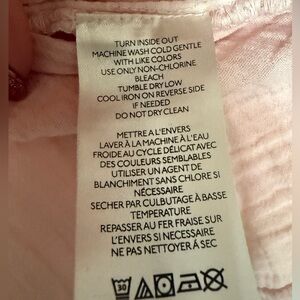 TURN INSIDE OUT
MACHINE WASH COLD GENTLE
WITH LIKE COLORS
USE ONLY NON-CHLORINE
BLEACH
TUMBLE DRY LOW
COOL IRON ON REVERSE SIDE
IF NEEDED
DO NOT DRY CLEAN
METTRE A L'ENVERS
LAVER À LA MACHINE À L'EAU
FROIDE AU CYCLE DÉLICAT AVEC
DES COULEURS SEMBLABLES
UTILISER UN AGENT DE
BLANCHIMENT SANS CHLORE SI
NÉCESSAIRE
SECHER PAR CULBUTAGE À BASSE
TEMPERATURE
REPASSER AU FER FRAISE SUR
L'ENVERS SI NECESSAIRE
NE PAS NETTOYER Á SEC
30